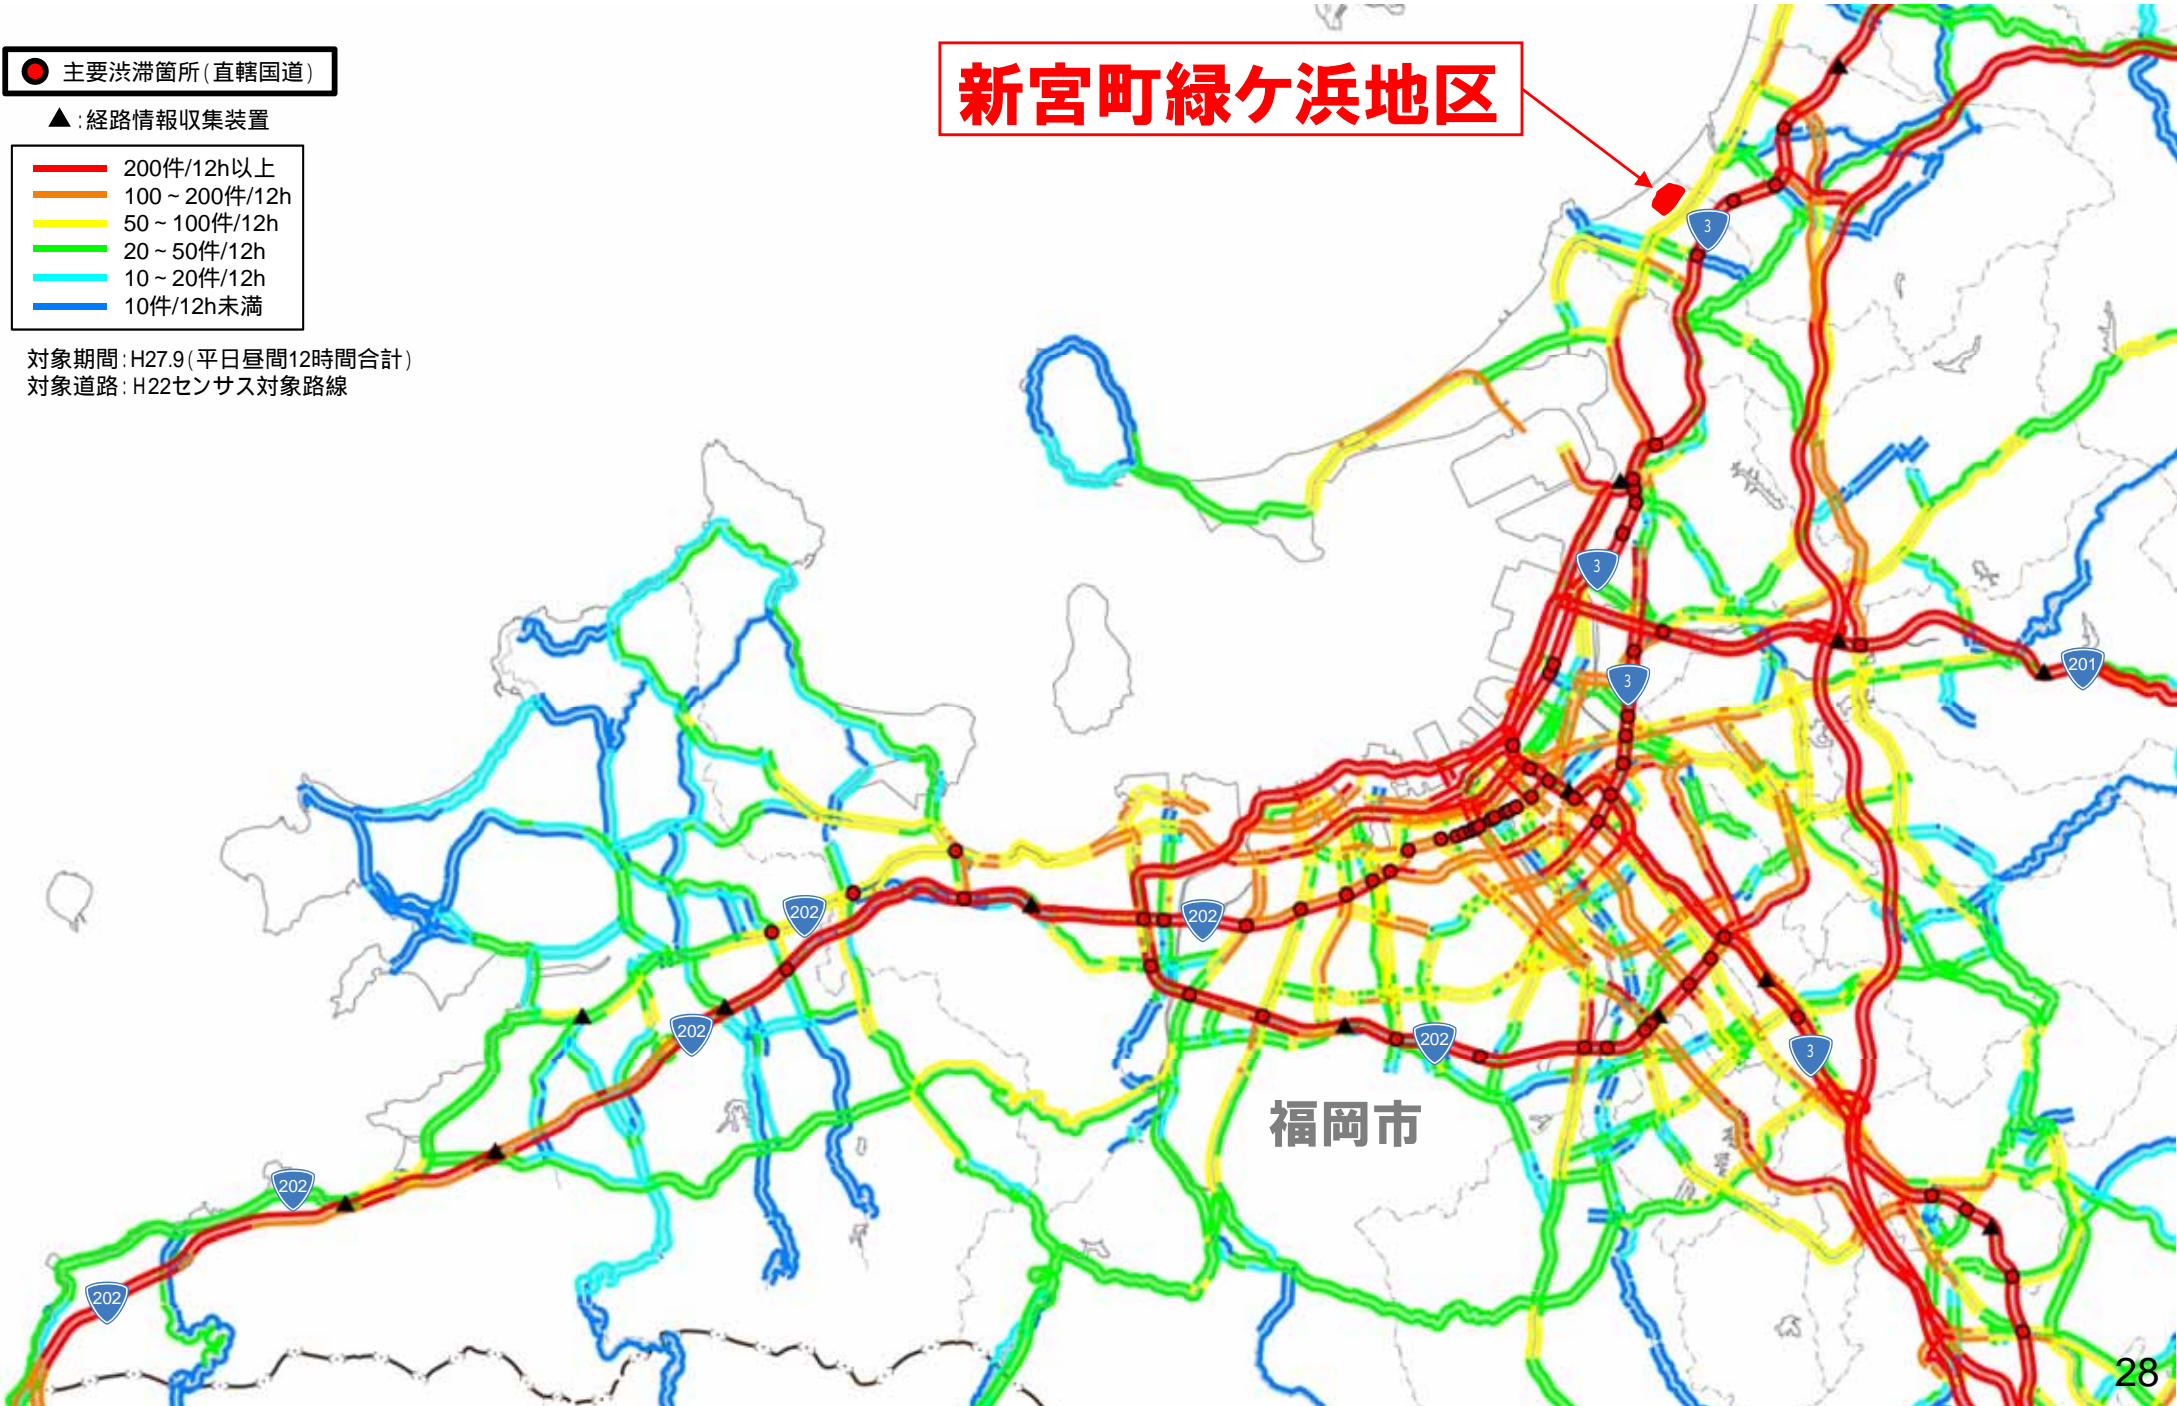 主要渋滞箇所(直轄国道)
▲:経路情報収集装置
200件/12h以上
100~200件/12h
50~100件/12h
20~50件/12h
10~20件/12h
10件/12h未満
対象期間:H27.9(平日昼間12時間合計)
対象道路:H22センサス対象路線
新宮町緑ケ浜地区
3
3
201
3
202
202
202
202
3
福岡市
202
202
28